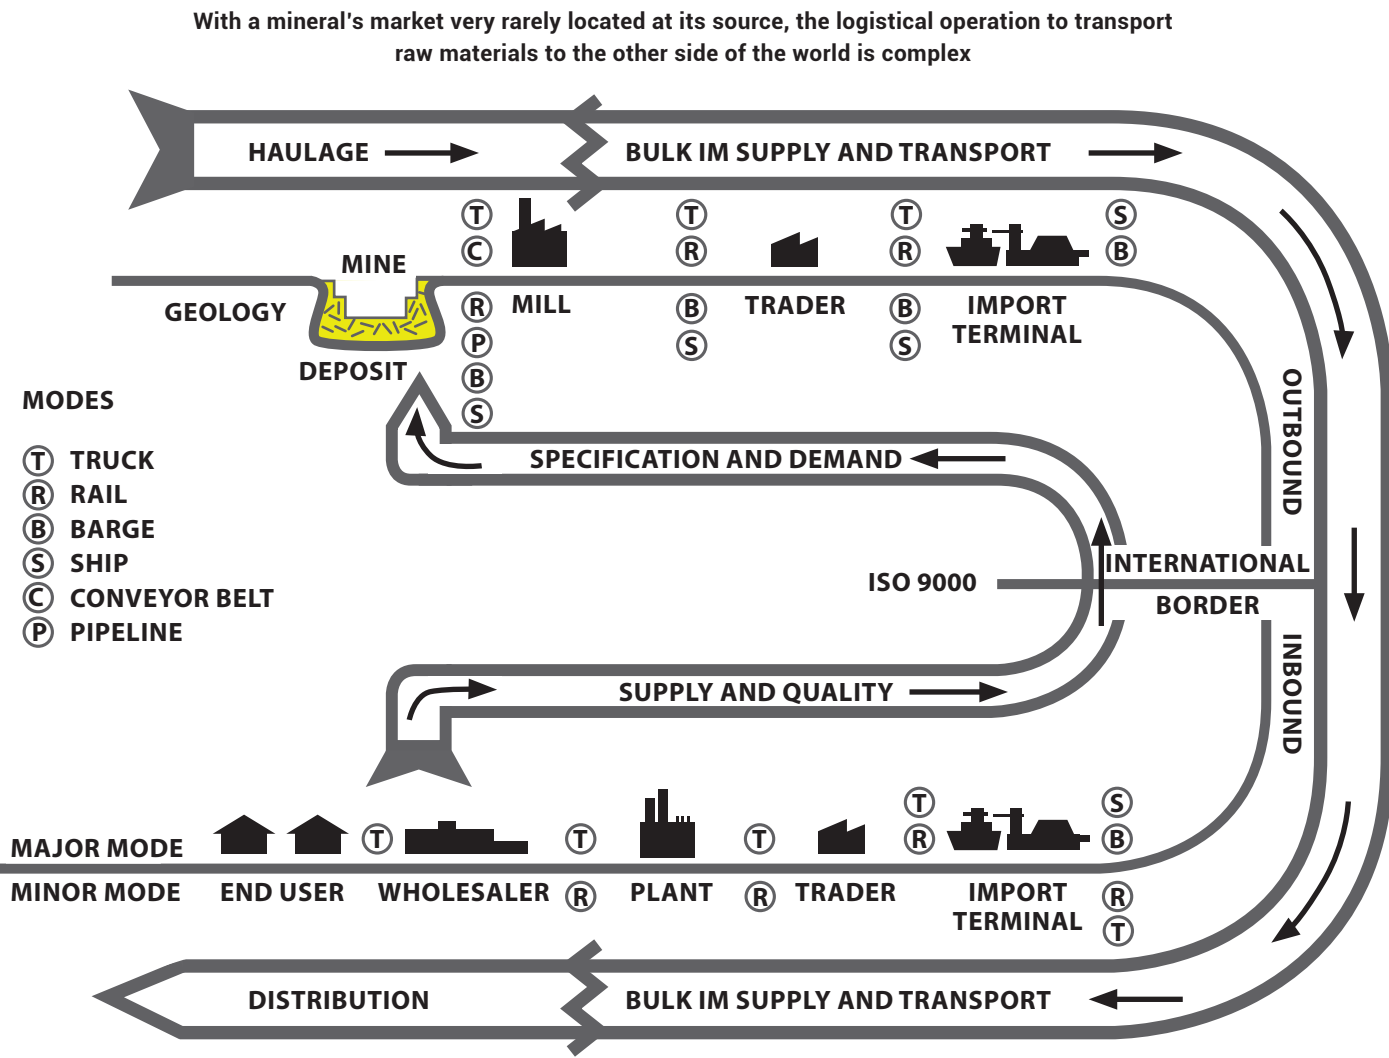 With a mineral's market very rarely located at its source, the logistical operation to transport
raw materials to the other side of the world is complex
HAULAGE
BULK IM SUPPLY AND TRANSPORT
T
C
T
R
T
R
S
B
MINE
GEOLOGY
DEPOSIT
R
P
B
S
MILL
B
S
TRADER
B
S
IMPORT
TERMINAL
MODES
T TRUCK
R RAIL
B BARGE
S SHIP
C CONVEYOR BELT
P PIPELINE
SPECIFICATION AND DEMAND
OUTBOUND
ISO 9000
INTERNATIONAL
BORDER
INBOUND
SUPPLY AND QUALITY
MAJOR MODE
MINOR MODE
T
T
T
T
R
S
B
END USER
WHOLESALER
R
PLANT
R
TRADER
IMPORT
TERMINAL
R
T
DISTRIBUTION
BULK IM SUPPLY AND TRANSPORT